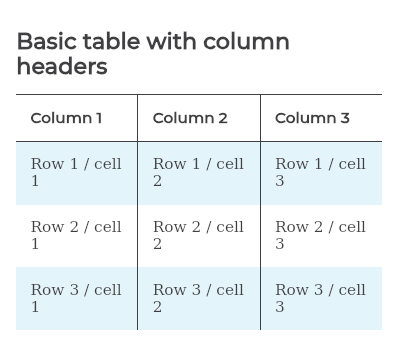 Basic table with column
headers
Column 1 Column 2 Column 3
Row 1 / cell 1 Row 1 / cell 2 Row 1 / cell 3
Row 2 / cell 1 Row 2 / cell 2 Row 2 / cell 3
Row 3 / cell 1 Row 3 / cell 2 Row 3 / cell 3